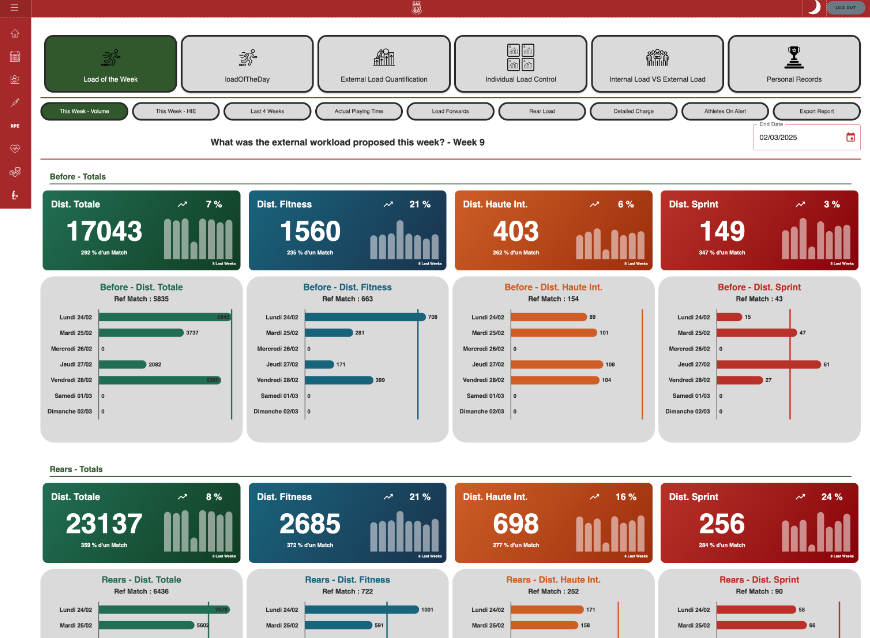 LOG OUT
RPE
Load of the Week
loadOfTheDay
External Load Quantification
Individual Load Control
Internal Load VS External Load
Personal Records
This Week - Volume
This Week - HIE
Last 4 Weeks
Actual Playing Time
Load Forwards
Rear Load
Detailed Charge
Athletes On Alert
Export Report
What was the external workload proposed this week? - Week 9
End Date
02/03/2025
Before - Totals
Dist. Totale 7 %
17043
292 % d'un Match
8 Last Weeks
Dist. Fitness 21 %
1560
235 % d'un Match
8 Last Weeks
Dist. Haute Int. 6 %
403
262 % d'un Match
8 Last Weeks
Dist. Sprint 3 %
149
347 % d'un Match
8 Last Weeks
Before - Dist. Totale
Ref Match : 5835
Lundi 24/02
Mardi 25/02 3737
Mercredi 26/02 0
Jeudi 27/02 2082
Vendredi 28/02
Samedi 01/03 0
Dimanche 02/03 0
Before - Dist. Fitness
Ref Match : 663
Lundi 24/02 708
Mardi 25/02 281
Mercredi 26/02 0
Jeudi 27/02 171
Vendredi 28/02 399
Samedi 01/03 0
Dimanche 02/03 0
Before - Dist. Haute Int.
Ref Match : 154
Lundi 24/02
Mardi 25/02 101
Mercredi 26/02 0
Jeudi 27/02 108
Vendredi 28/02 104
Samedi 01/03 0
Dimanche 02/03 0
Before - Dist. Sprint
Ref Match : 43
Lundi 24/02 15
Mardi 25/02 47
Mercredi 26/02 0
Jeudi 27/02 61
Vendredi 28/02 27
Samedi 01/03 0
Dimanche 02/03 0
Rears - Totals
Dist. Totale 8 %
23137
359 % d'un Match
8 Last Weeks
Dist. Fitness 21 %
2685
372 % d'un Match
8 Last Weeks
Dist. Haute Int. 16 %
698
277 % d'un Match
8 Last Weeks
Dist. Sprint 24 %
256
284 % d'un Match
8 Last Weeks
Rears - Dist. Totale
Ref Match : 6436
Lundi 24/02
Mardi 25/02 5602
Rears - Dist. Fitness
Ref Match : 722
Lundi 24/02 1001
Mardi 25/02 591
Rears - Dist. Haute Int.
Ref Match : 252
Lundi 24/02 171
Mardi 25/02 158
Rears - Dist. Sprint
Ref Match : 90
Lundi 24/02 58
Mardi 25/02 66